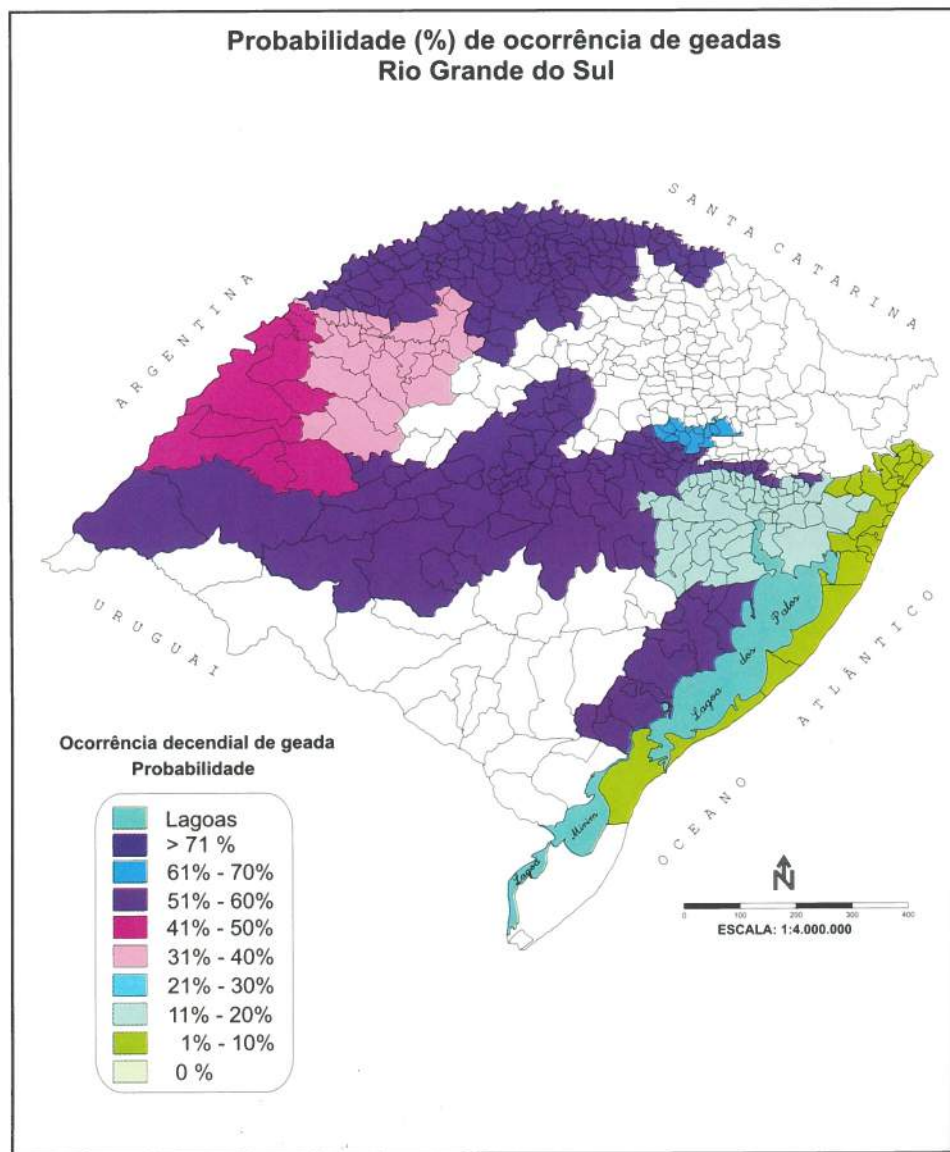 Probabilidade (%) de ocorrência de geadas
Rio Grande do Sul
SANTA CATARINA
ARGENTINA
URUGUAI
OCEANO ATLÂNTICO
Lagoa dos Patos
Lagoa Mirim
Ocorrência decendial de geada
Probabilidade
Lagoas
> 71 %
61% - 70%
51% - 60%
41% - 50%
31% - 40%
21% - 30%
11% - 20%
1% - 10%
0 %
N
0 100 200 300 400
ESCALA: 1:4.000.000